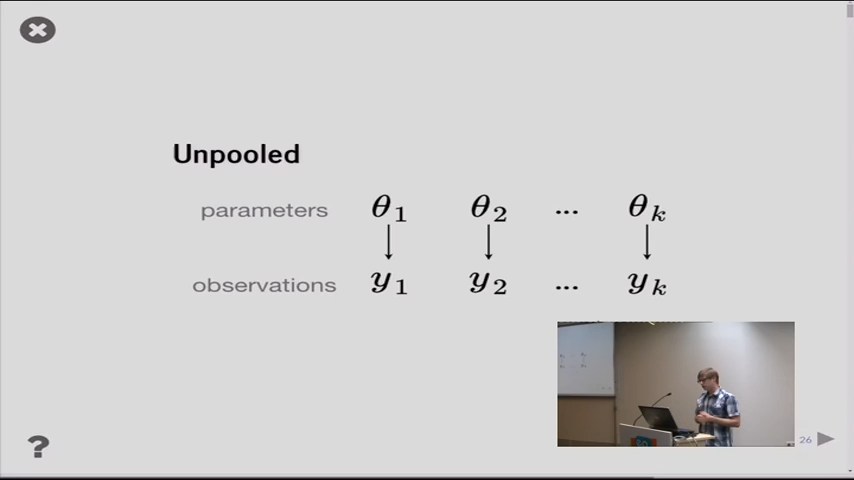 Unpooled
parameters θ1 θ2 ... θk
observations y1 y2 ... yk
?
26